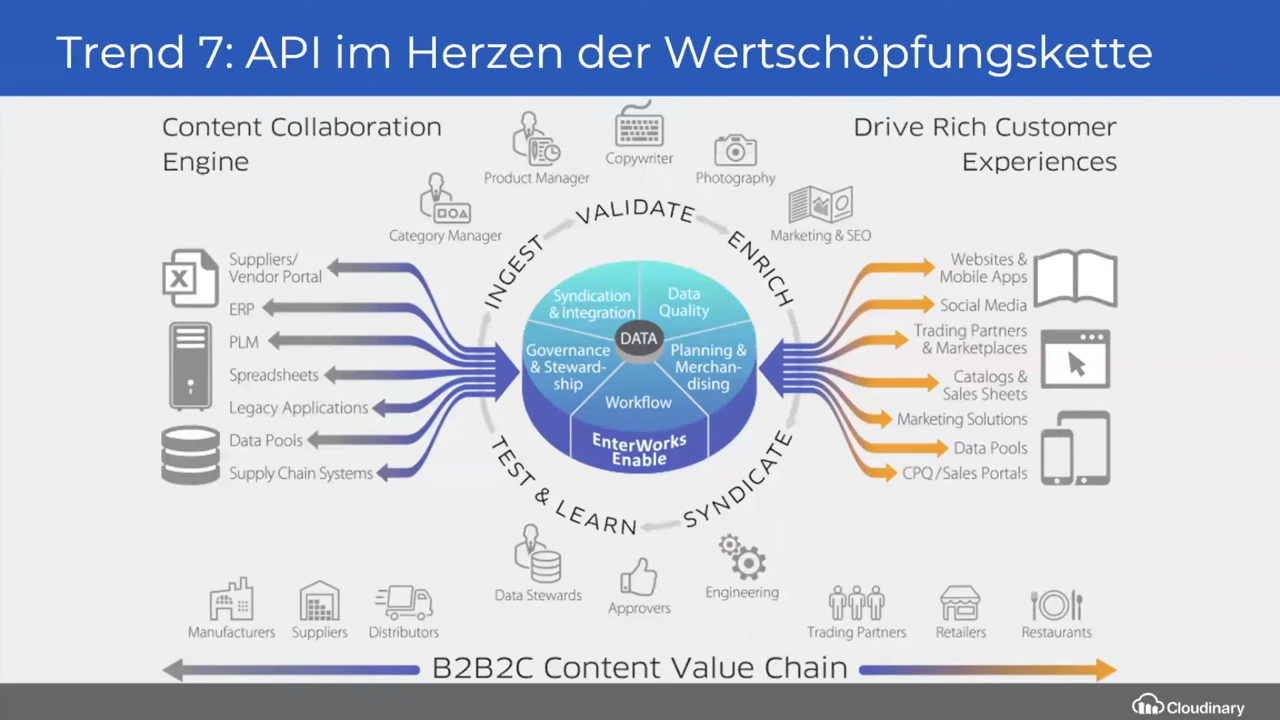 Trend 7: API im Herzen der Wertschöpfungskette
Content Collaboration
Engine
Drive Rich Customer
Experiences
Copywriter
Product Manager
Photography
Category Manager
Marketing & SEO
INGEST
VALIDATE
ENRICH
SYNDICATE
TEST & LEARN
Suppliers/
Vendor Portal
ERP
PLM
Spreadsheets
Legacy Applications
Data Pools
Supply Chain Systems
X
Syndication
& Integration
Data
Quality
DATA
Governance
& Steward-
ship
Planning &
Merchan-
dising
Workflow
EnterWorks
Enable
Websites &
Mobile Apps
Social Media
Trading Partners
& Marketplaces
Catalogs &
Sales Sheets
Marketing Solutions
Data Pools
CPQ/Sales Portals
Data Stewards
Approvers
Engineering
Manufacturers
Suppliers
Distributors
Trading Partners
Retailers
Restaurants
B2B2C Content Value Chain
Cloudinary